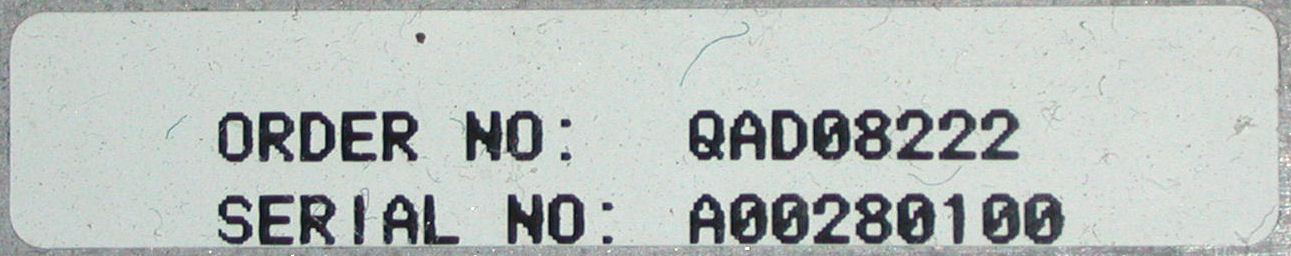 ORDER NO: QAD08222
SERIAL NO: A00280100